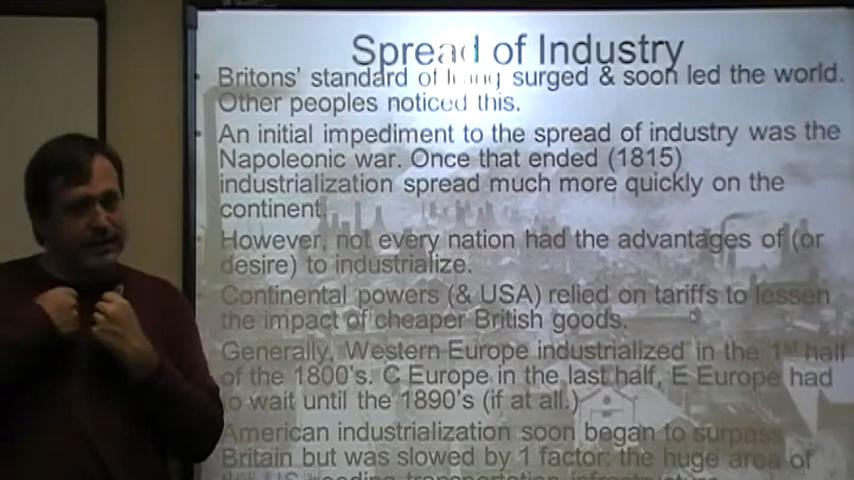 Spread of Industry
Britons' standard of living surged & soon led the world.
Other peoples noticed this.
An initial impediment to the spread of industry was the
Napoleonic war. Once that ended (1815)
industrialization spread much more quickly on the
continent.
However, not every nation had the advantages of (or
desire) to industrialize.
Continental powers (& USA) relied on tariffs to lessen
the impact of cheaper British goods.
Generally, Western Europe industrialized in the 1st half
of the 1800's. C Europe in the last half, E Europe had
to wait until the 1890's (if at all.)
American industrialization soon began to surpass
Britain but was slowed by 1 factor: the huge area of
the US needing transportation infrastructure